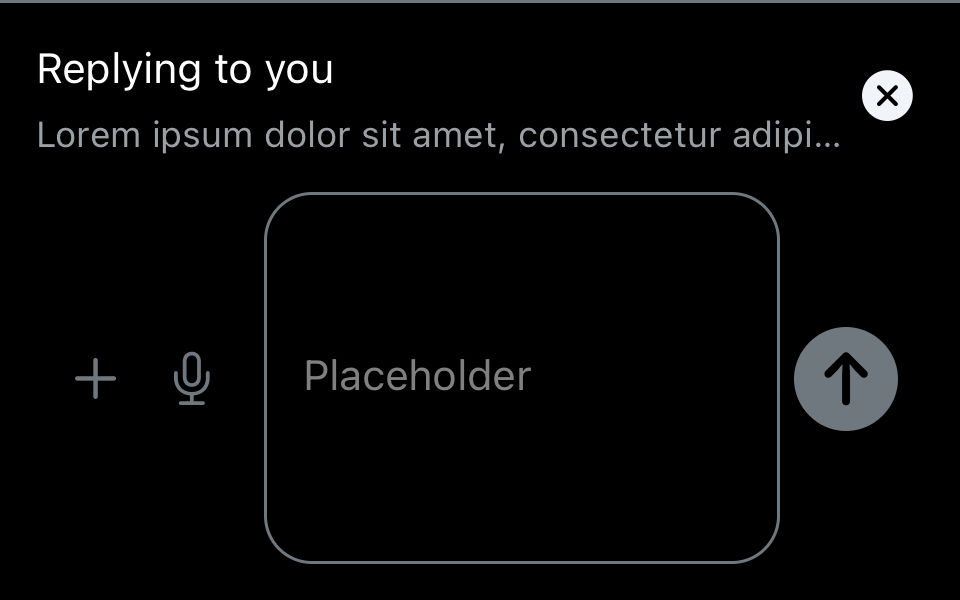 Replying to you
Lorem ipsum dolor sit amet, consectetur adipi...
Placeholder